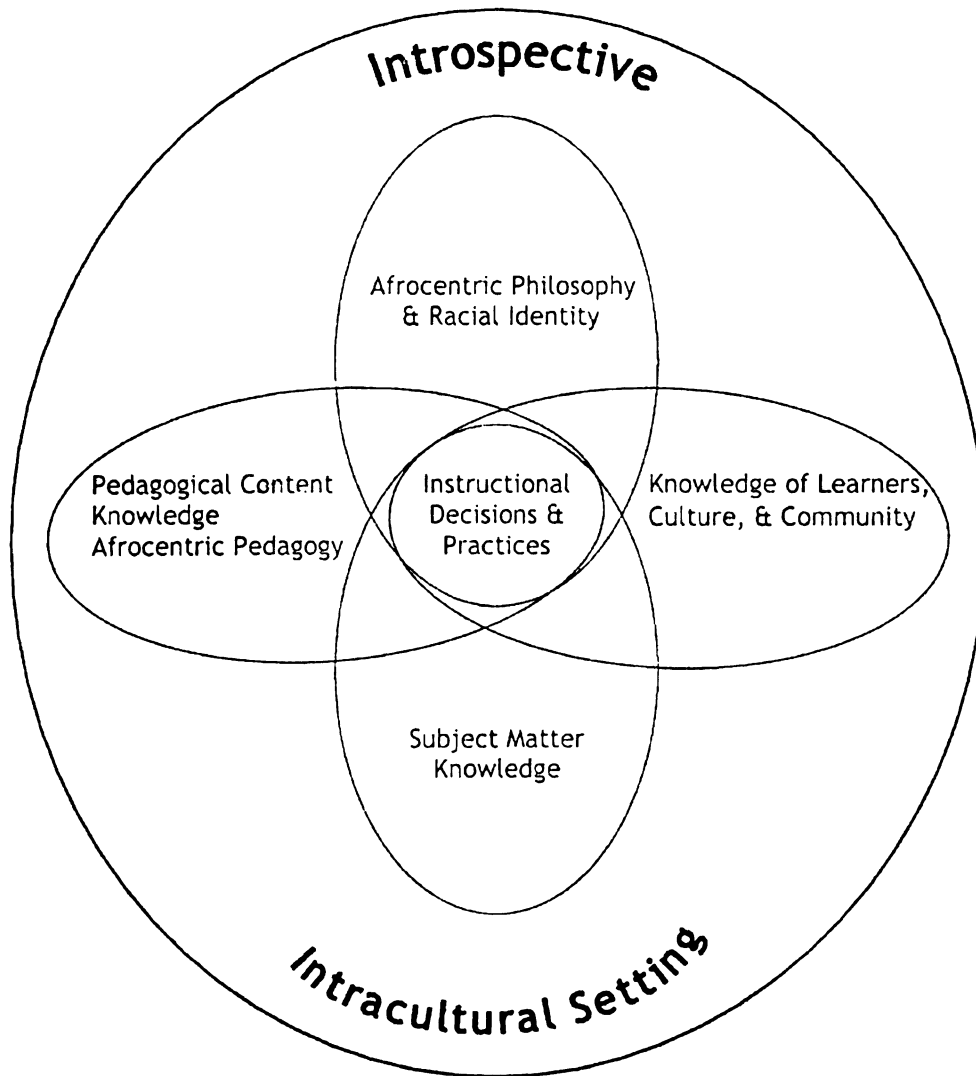 Introspective
Afrocentric Philosophy
& Racial Identity
Pedagogical Content
Knowledge
Afrocentric Pedagogy
Instructional
Decisions &
Practices
Knowledge of Learners,
Culture, & Community
Subject Matter
Knowledge
Intracultural Setting